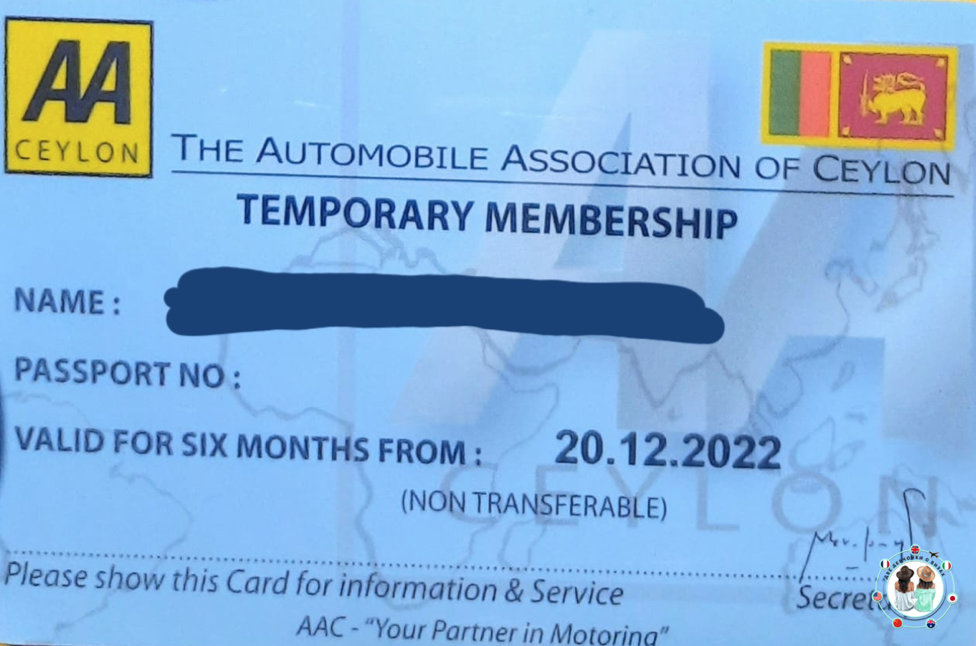 AA
CEYLON
THE AUTOMOBILE ASSOCIATION OF CEYLON
TEMPORARY MEMBERSHIP
NAME :
PASSPORT NO :
VALID FOR SIX MONTHS FROM : 20.12.2022
(NON TRANSFERABLE)
CEYLON
Please show this Card for information & Service
AAC - "Your Partner in Motoring"